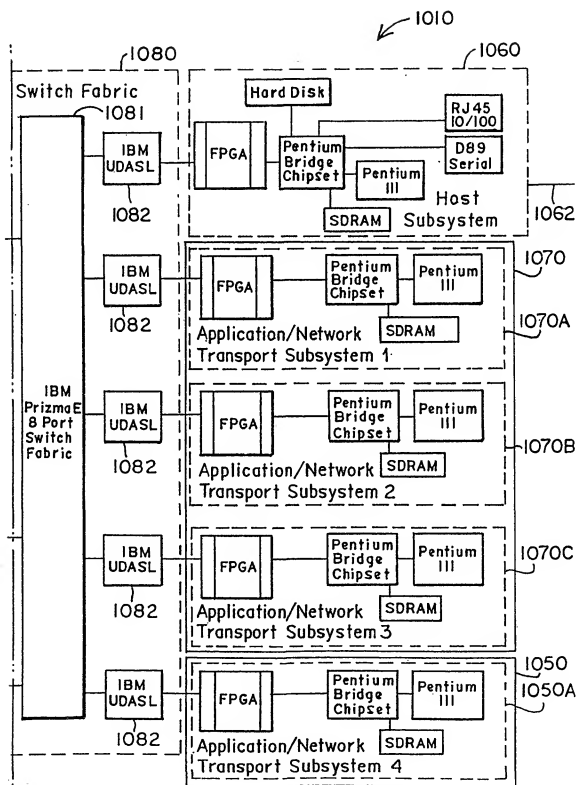 1010
1080
1060
Switch Fabric
1081
Hard Disk
RJ45
10/100
IBM
UDASL
FPGA
Pentium
Bridge
Chipset
D89
Serial
Pentium III
Host
Subsystem
SDRAM
1082
1062
IBM
UDASL
1082
FPGA
Pentium
Bridge
Chipset
Pentium
III
SDRAM
Application/Network
Transport Subsystem 1
1070
1070A
IBM
PrizmaE
8 Port
Switch
Fabric
IBM
UDASL
1082
FPGA
Pentium
Bridge
Chipset
Pentium
III
SDRAM
Application/Network
Transport Subsystem 2
1070B
IBM
UDASL
1082
FPGA
Pentium
Bridge
Chipset
Pentium
III
SDRAM
Application/Network
Transport Subsystem 3
1070C
IBM
UDASL
1082
FPGA
Pentium
Bridge
Chipset
Pentium
III
SDRAM
Application/Network
Transport Subsystem 4
1050
1050A